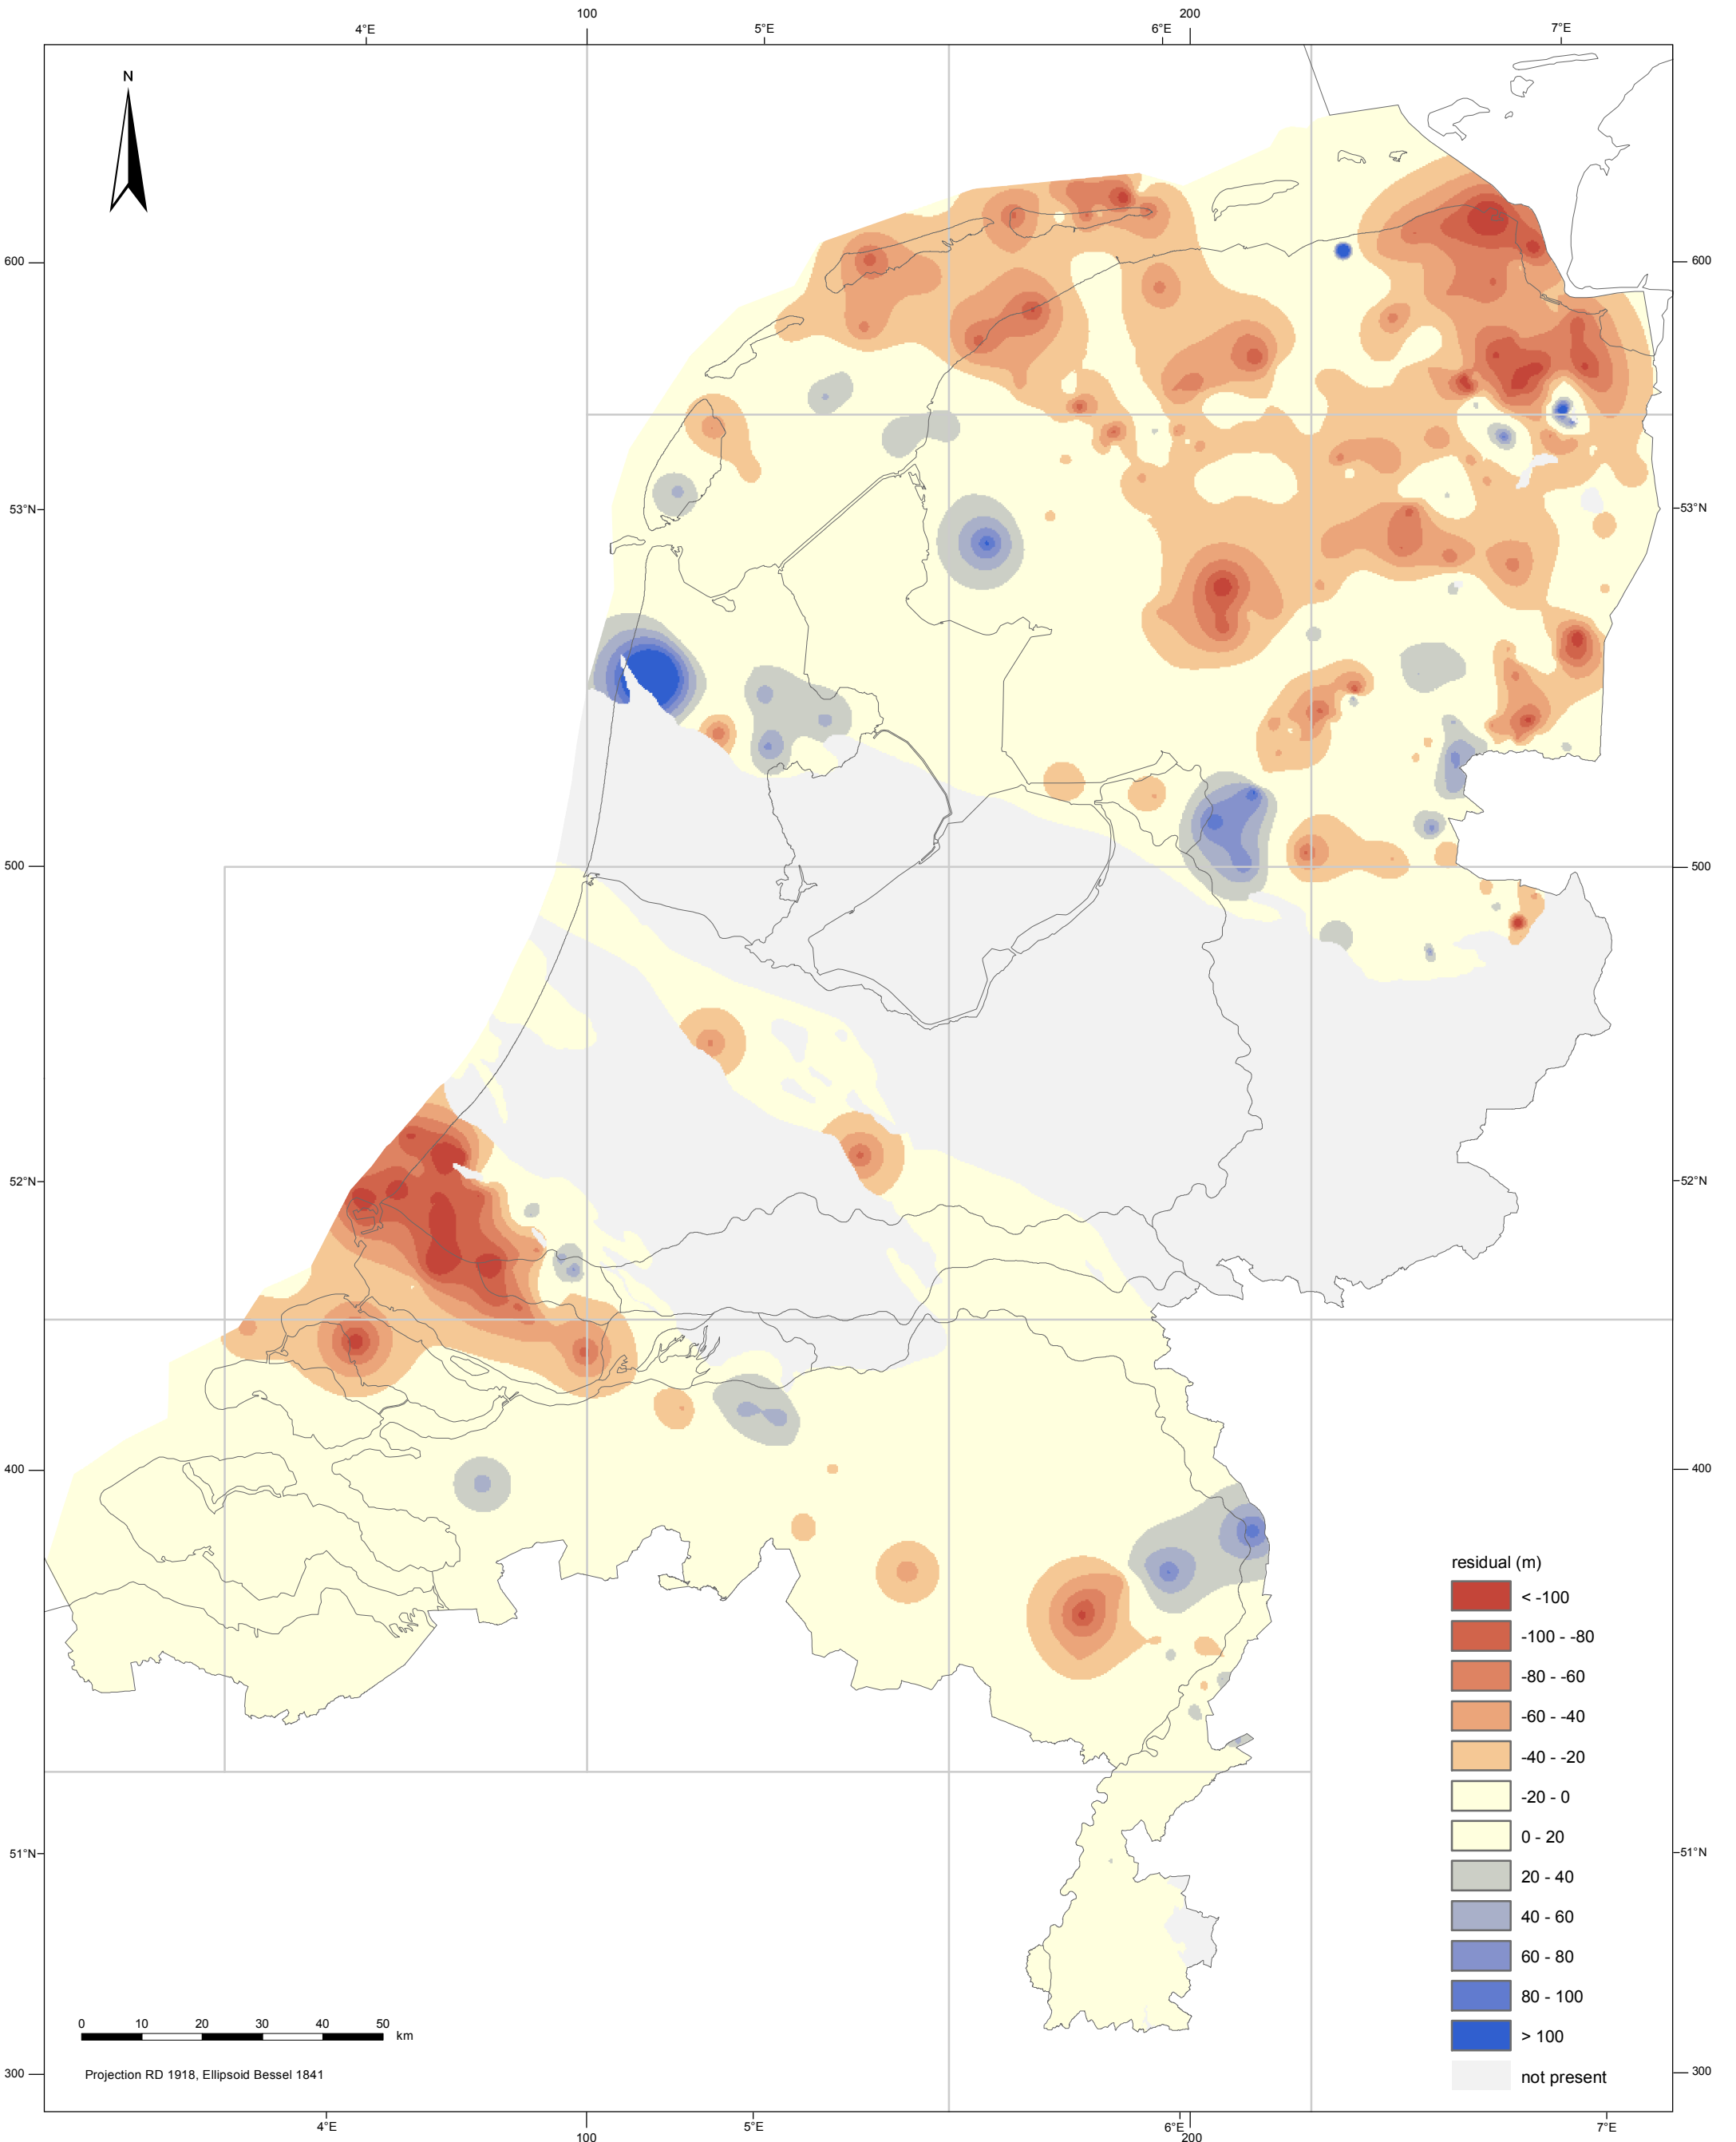 100 200
4°E 5°E 6°E 7°E
N
600 600
53°N 53°N
500 500
52°N 52°N
400 400
residual (m)
< -100
-100 - -80
-80 - -60
-60 - -40
-40 - -20
-20 - 0
0 - 20
20 - 40
40 - 60
60 - 80
80 - 100
> 100
not present
51°N 51°N
0 10 20 30 40 50 km
Projection RD 1918, Ellipsoid Bessel 1841
300 300
4°E 5°E 6°E 7°E
100 200